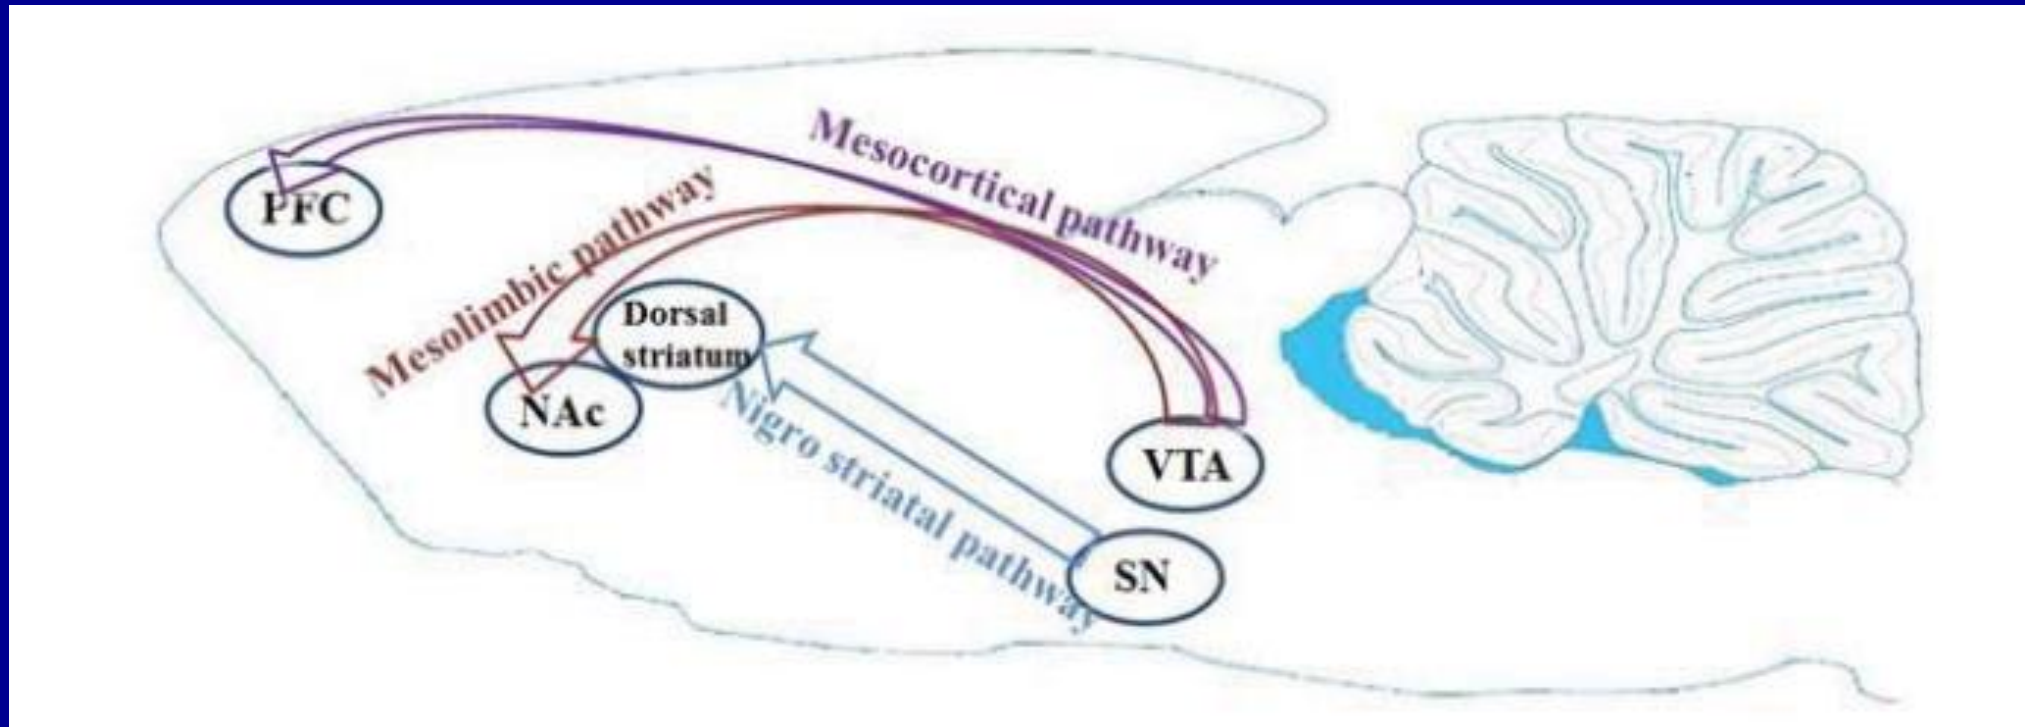 Mesocortical pathway
PFC
Mesolimbic pathway
Dorsal
striatum
NAc
Nigro striatal pathway
VTA
SN